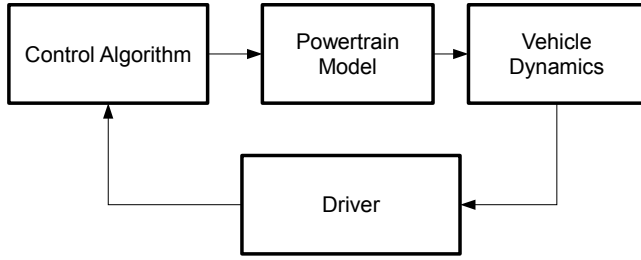 Control Algorithm
Powertrain
Model
Vehicle
Dynamics
Driver